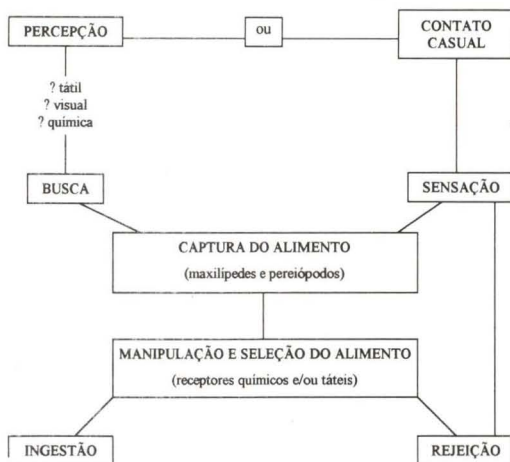 PERCEPÇÃO
ou
CONTATO
CASUAL
? tátil
? visual
? química
BUSCA
SENSAÇÃO
CAPTURA DO ALIMENTO
(maxilípedes e pereiópodos)
MANIPULAÇÃO E SELEÇÃO DO ALIMENTO
(receptores químicos e/ou táteis)
INGESTÃO
REJEIÇÃO